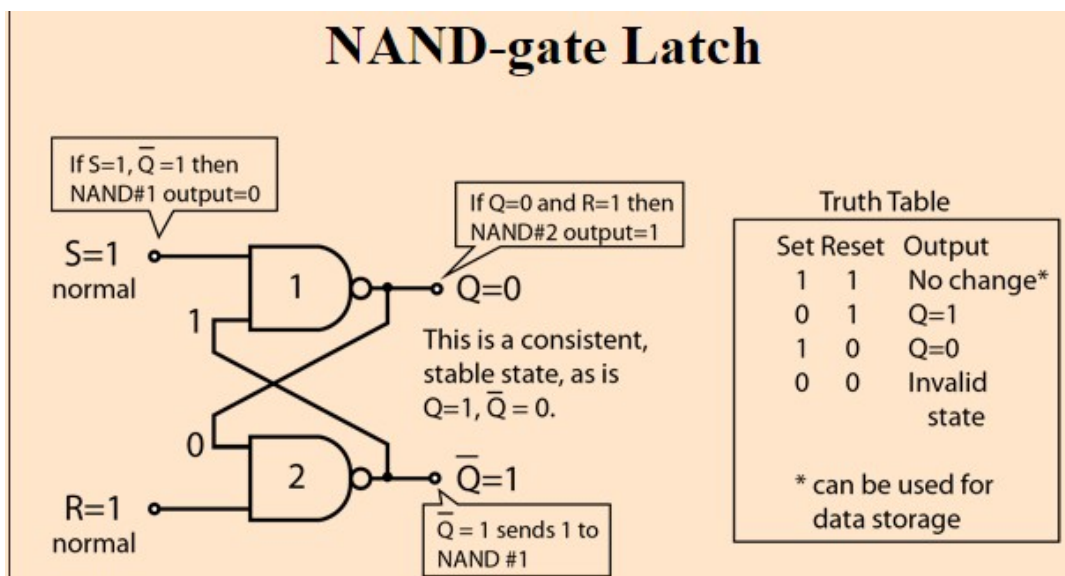 NAND-gate Latch
If S=1, Q̅ =1 then
NAND#1 output=0
S=1
normal
1
1
Q=0
If Q=0 and R=1 then
NAND#2 output=1
This is a consistent,
stable state, as is
Q=1, Q̅ = 0.
0
2
Q̅=1
R=1
normal
Q̅ = 1 sends 1 to
NAND #1
Truth Table
Set Reset Output
1 1 No change*
0 1 Q=1
1 0 Q=0
0 0 Invalid
state
* can be used for
data storage